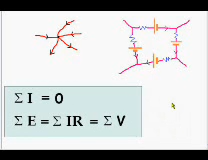 Σ I = 0
Σ E = Σ IR = Σ V